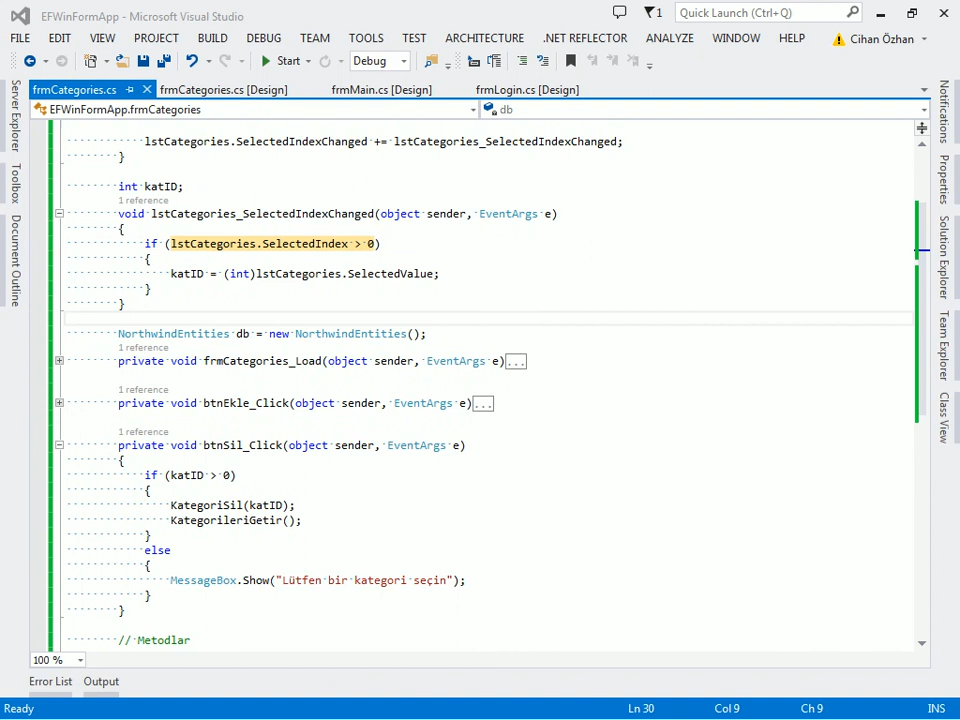 EFWinFormApp - Microsoft Visual Studio
1
Quick Launch (Ctrl+Q)
FILE EDIT VIEW PROJECT BUILD DEBUG TEAM TOOLS TEST ARCHITECTURE .NET REFLECTOR ANALYZE WINDOW HELP Cihan Özhan
Start Debug
frmCategories.cs frmCategories.cs [Design] frmMain.cs [Design] frmLogin.cs [Design]
EFWinFormApp.frmCategories db
Server Explorer
Toolbox
Document Outline
lstCategories.SelectedIndexChanged += lstCategories_SelectedIndexChanged;
}
int katID;
1 reference
void lstCategories_SelectedIndexChanged(object sender, EventArgs e)
{
if (lstCategories.SelectedIndex > 0)
{
katID = (int)lstCategories.SelectedValue;
}
}
NorthwindEntities db = new NorthwindEntities();
1 reference
private void frmCategories_Load(object sender, EventArgs e)...
1 reference
private void btnEkle_Click(object sender, EventArgs e)...
1 reference
private void btnSil_Click(object sender, EventArgs e)
{
if (katID > 0)
{
KategoriSil(katID);
KategorileriGetir();
}
else
{
MessageBox.Show("Lütfen bir kategori seçin");
}
}
// Metodlar
Notifications
Properties
Solution Explorer
Team Explorer
Class View
100 %
Error List Output
Ready Ln 30 Col 9 Ch 9 INS